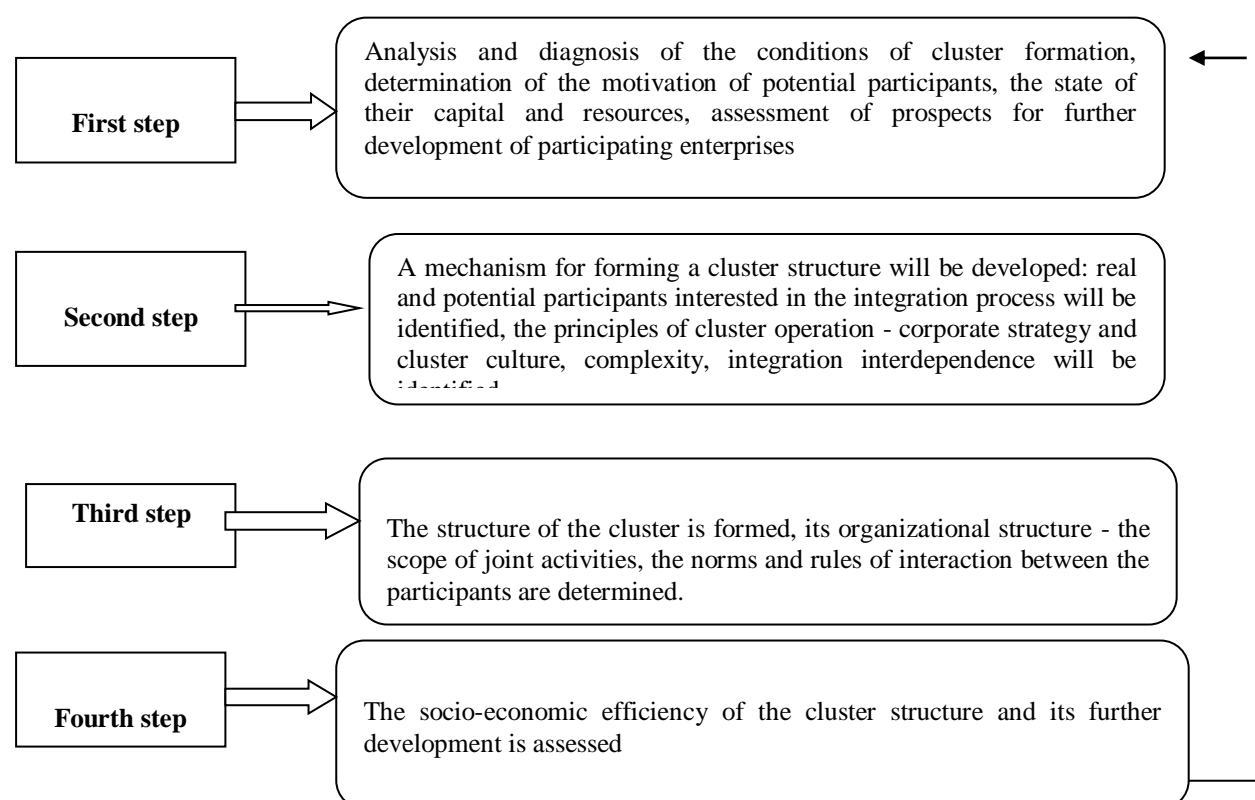 First step
Analysis and diagnosis of the conditions of cluster formation,
determination of the motivation of potential participants, the state of
their capital and resources, assessment of prospects for further
development of participating enterprises
Second step
A mechanism for forming a cluster structure will be developed: real
and potential participants interested in the integration process will be
identified, the principles of cluster operation - corporate strategy and
cluster culture, complexity, integration interdependence will be
identified
Third step
The structure of the cluster is formed, its organizational structure - the
scope of joint activities, the norms and rules of interaction between the
participants are determined.
Fourth step
The socio-economic efficiency of the cluster structure and its further
development is assessed